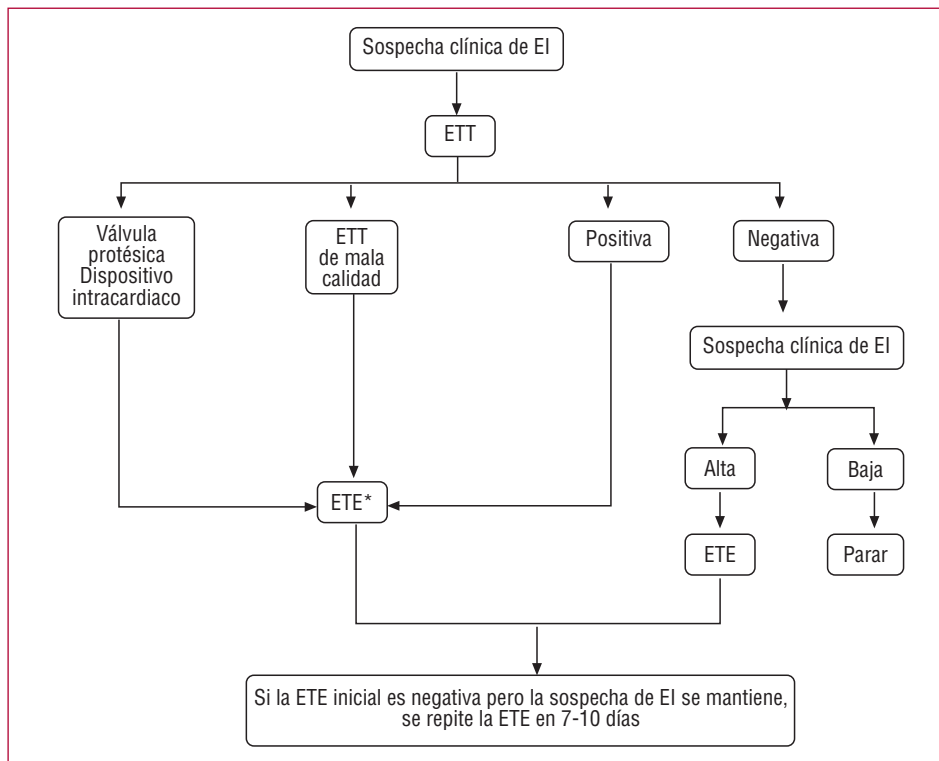 Sospecha clínica de EI
ETT
Válvula
protésica
Dispositivo
intracardiaco
ETT
de mala
calidad
Positiva
Negativa
Sospecha clínica de EI
Alta
Baja
ETE*
ETE
Parar
Si la ETE inicial es negativa pero la sospecha de EI se mantiene,
se repite la ETE en 7-10 días